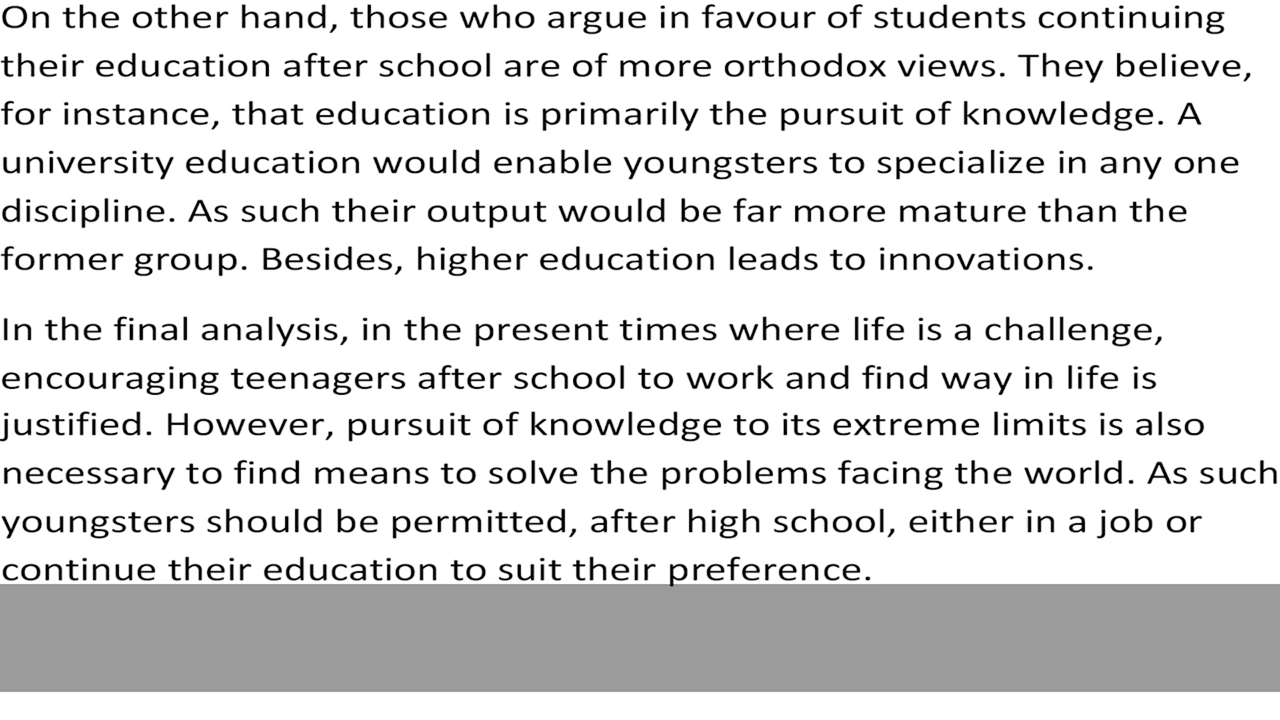 On the other hand, those who argue in favour of students continuing
their education after school are of more orthodox views. They believe,
for instance, that education is primarily the pursuit of knowledge. A
university education would enable youngsters to specialize in any one
discipline. As such their output would be far more mature than the
former group. Besides, higher education leads to innovations.
In the final analysis, in the present times where life is a challenge,
encouraging teenagers after school to work and find way in life is
justified. However, pursuit of knowledge to its extreme limits is also
necessary to find means to solve the problems facing the world. As such
youngsters should be permitted, after high school, either in a job or
continue their education to suit their preference.